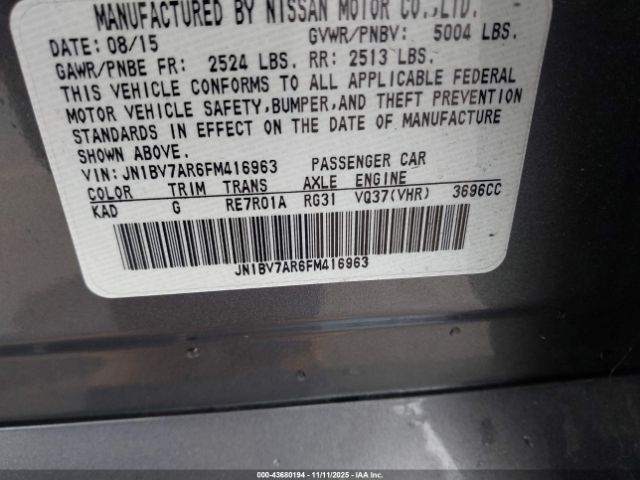 MANUFACTURED BY NISSAN MOTOR CO.,LTD.
DATE: 08/15 GVWR/PNBV: 5004 LBS.
GAWR/PNBE FR: 2524 LBS. RR: 2513 LBS.
THIS VEHICLE CONFORMS TO ALL APPLICABLE FEDERAL
MOTOR VEHICLE SAFETY,BUMPER,AND THEFT PREVENTION
STANDARDS IN EFFECT ON THE DATE OF MANUFACTURE
SHOWN ABOVE.
VIN: JN1BV7AR6FM416963 PASSENGER CAR
COLOR TRIM TRANS AXLE ENGINE
KAD G RE7R01A RG31 VQ37(VHR) 3696CC
JN1BV7AR6FM416963
000-43680194 - 11/11/2025 - IAAI.COM